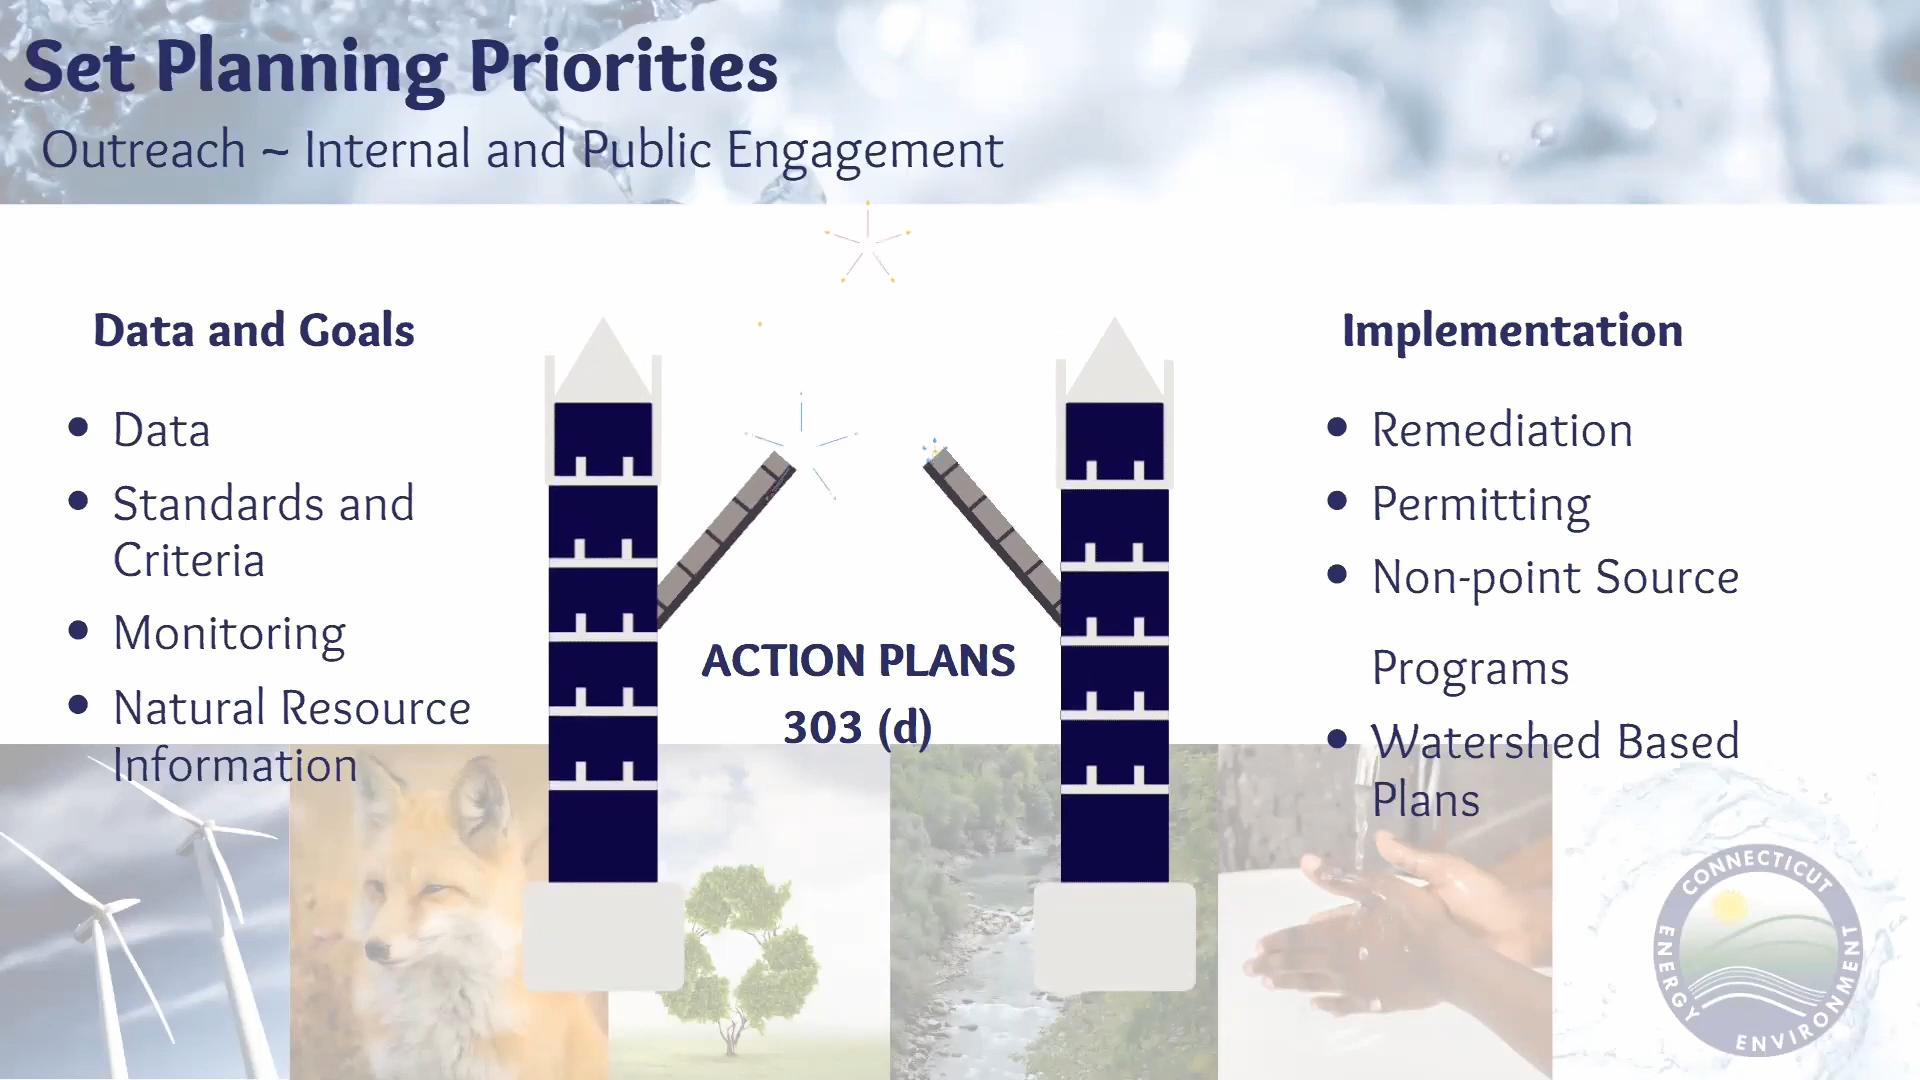 Set Planning Priorities
Outreach ~ Internal and Public Engagement
Data and Goals
• Data
• Standards and
Criteria
• Monitoring
• Natural Resource
Information
ACTION PLANS
303 (d)
Implementation
• Remediation
• Permitting
• Non-point Source
Programs
• Watershed Based
Plans
CONNECTICUT
ENERGY
ENVIRONMENT